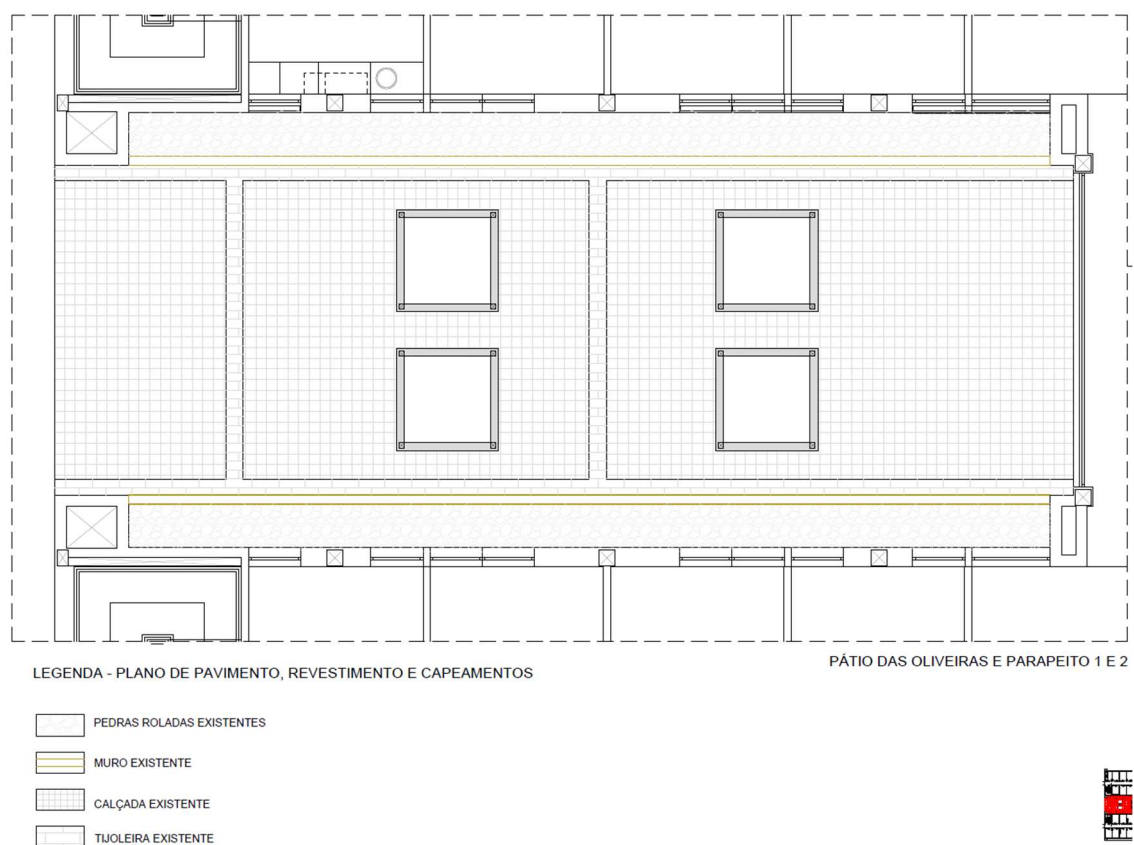 PÁTIO DAS OLIVEIRAS E PARAPEITO 1 E 2
LEGENDA - PLANO DE PAVIMENTO, REVESTIMENTO E CAPEAMENTOS
PEDRAS ROLADAS EXISTENTES
MURO EXISTENTE
CALÇADA EXISTENTE
TIJOLEIRA EXISTENTE